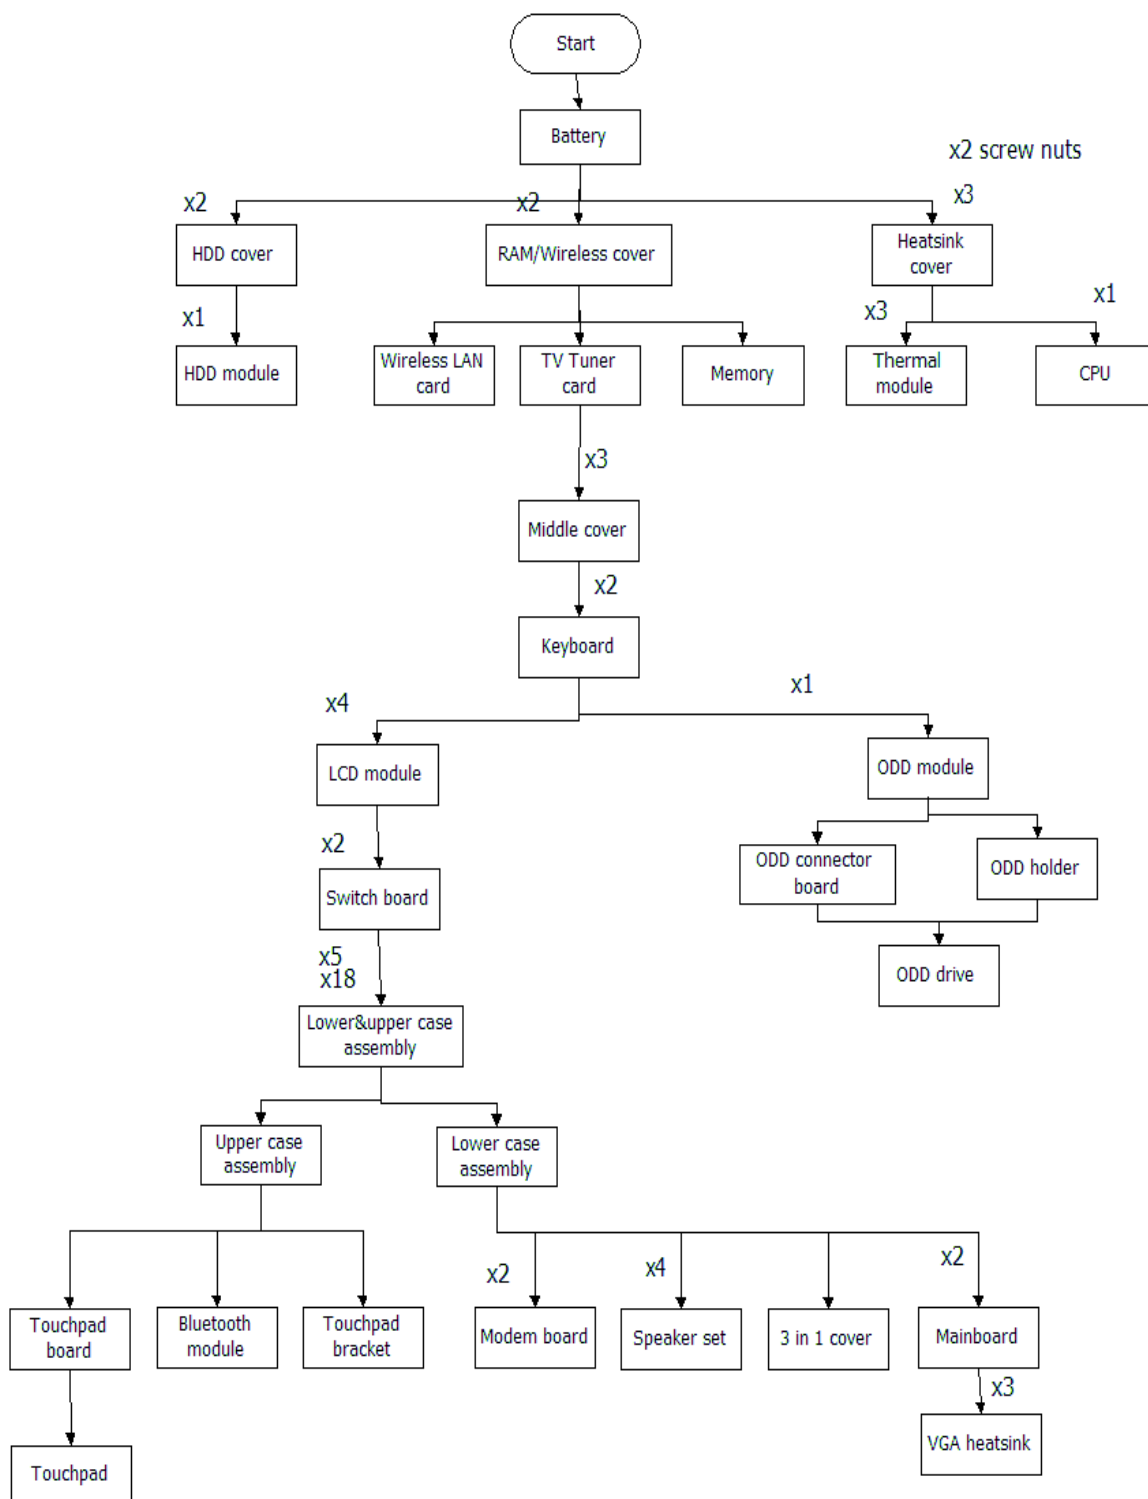 Start
Battery
x2 screw nuts
x2
x2
x3
HDD cover
RAM/Wireless cover
Heatsink
cover
x1
x3
x1
HDD module
Wireless LAN
card
TV Tuner
card
Memory
Thermal
module
CPU
x3
Middle cover
x2
Keyboard
x4
x1
LCD module
ODD module
x2
ODD connector
board
ODD holder
Switch board
x5
x18
ODD drive
Lower&upper case
assembly
Upper case
assembly
Lower case
assembly
x2
x4
x2
Touchpad
board
Bluetooth
module
Touchpad
bracket
Modem board
Speaker set
3 in 1 cover
Mainboard
x3
VGA heatsink
Touchpad